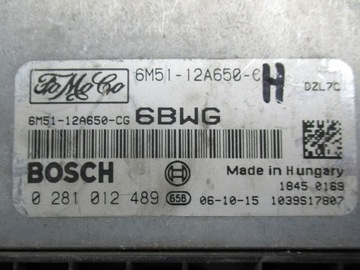 FoMoCo 6M51-12A650-C H DZL7C
6M51-12A650-CG 6BWG
BOSCH Made in Hungary
1845 0169
0 281 012 489 658 06-10-15 1039S17807